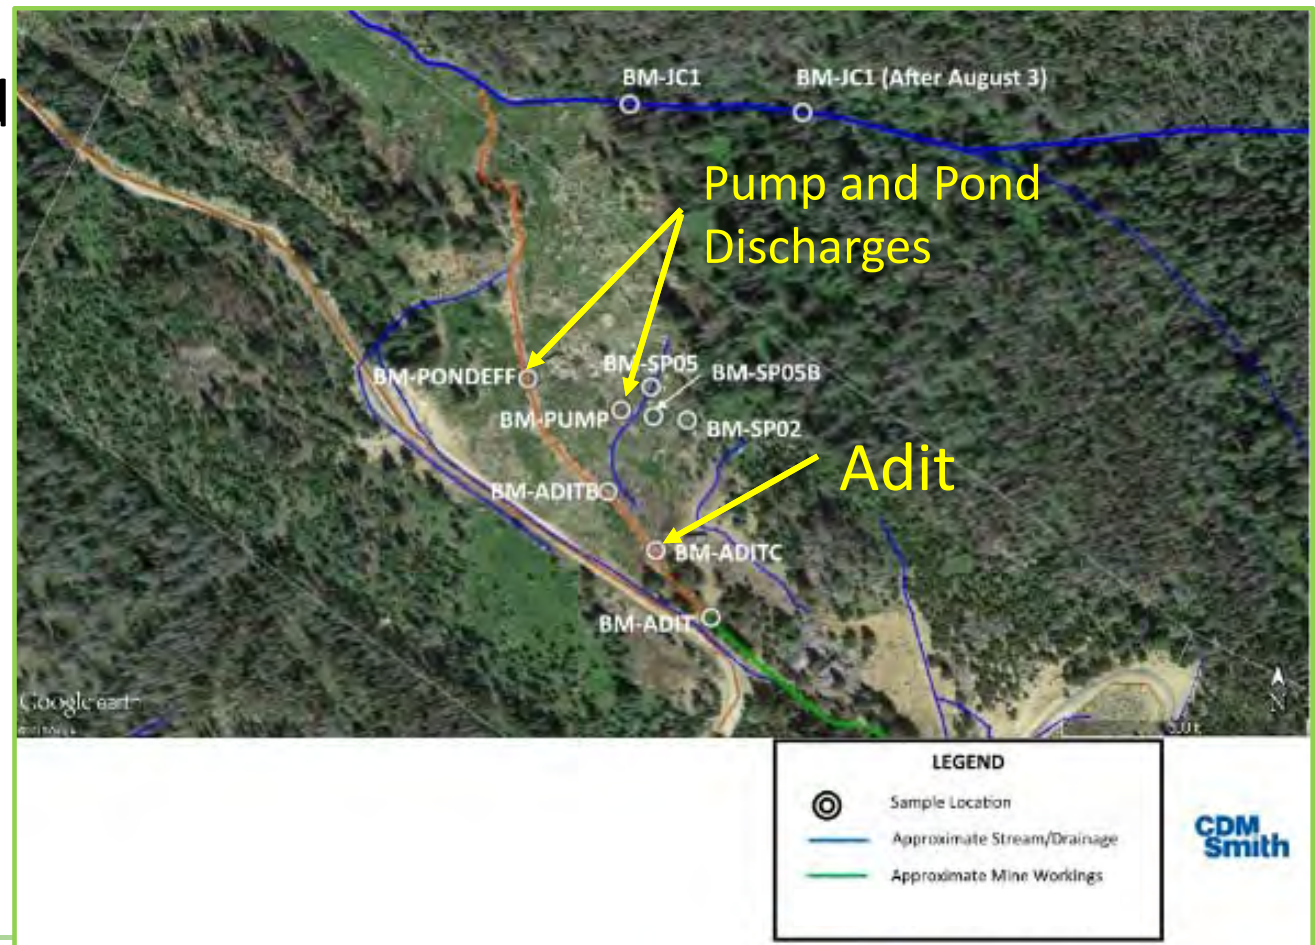 BM-JC1
BM-JC1 (After August 3)
Pump and Pond
Discharges
BM-SP05
BM-SP05B
BM-PONDEFF
BM-PUMP
BM-SP02
Adit
BM-ADITB
BM-ADITC
BM-ADIT
Google earth
N
LEGEND
Sample Location
Approximate Stream/Drainage
Approximate Mine Workings
CDM
Smith